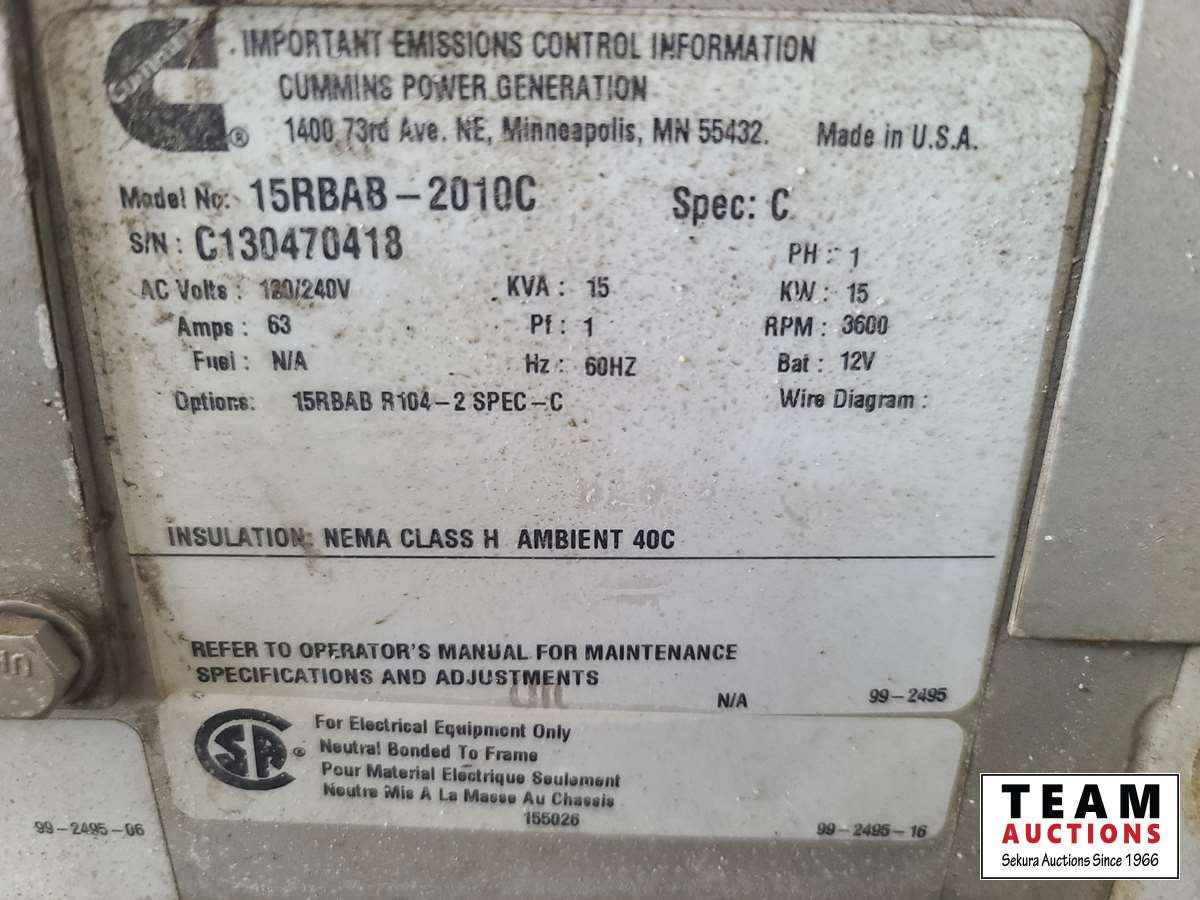 IMPORTANT EMISSIONS CONTROL INFORMATION
CUMMINS POWER GENERATION
1400 73rd Ave. NE, Minneapolis, MN 55432. Made in U.S.A.
Model No: 15RBAB-2010C Spec: C
S/N: C130470418 PH: 1
AC Volts: 120/240V KVA: 15 KW: 15
Amps: 63 Pf: 1 RPM: 3600
Fuel: N/A Hz: 60HZ Bat: 12V
Options: 15RBAB R104-2 SPEC-C Wire Diagram:
INSULATION: NEMA CLASS H AMBIENT 40C
REFER TO OPERATOR'S MANUAL FOR MAINTENANCE
SPECIFICATIONS AND ADJUSTMENTS
N/A 99-2495
For Electrical Equipment Only
Neutral Bonded To Frame
Pour Material Electrique Seulement
Neutre Mis A La Masse Au Chassis
155026
99-2495-06 99-2495-16
TEAM
AUCTIONS
Sekura Auctions Since 1966